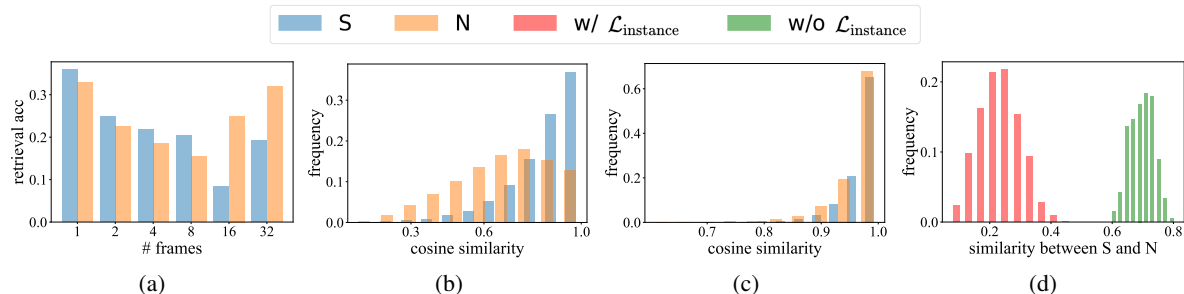 S N w/ ℒinstance w/o ℒinstance
retrieval acc
0.3
0.2
0.1
0.0
1 2 4 8 16 32
# frames
(a)
frequency
0.3
0.2
0.1
0.0
0.3 0.6 1.0
cosine similarity
(b)
frequency
0.6
0.4
0.2
0.0
0.7 0.8 0.9 1.0
cosine similarity
(c)
frequency
0.2
0.1
0.0
0.2 0.4 0.6 0.8
similarity between S and N
(d)